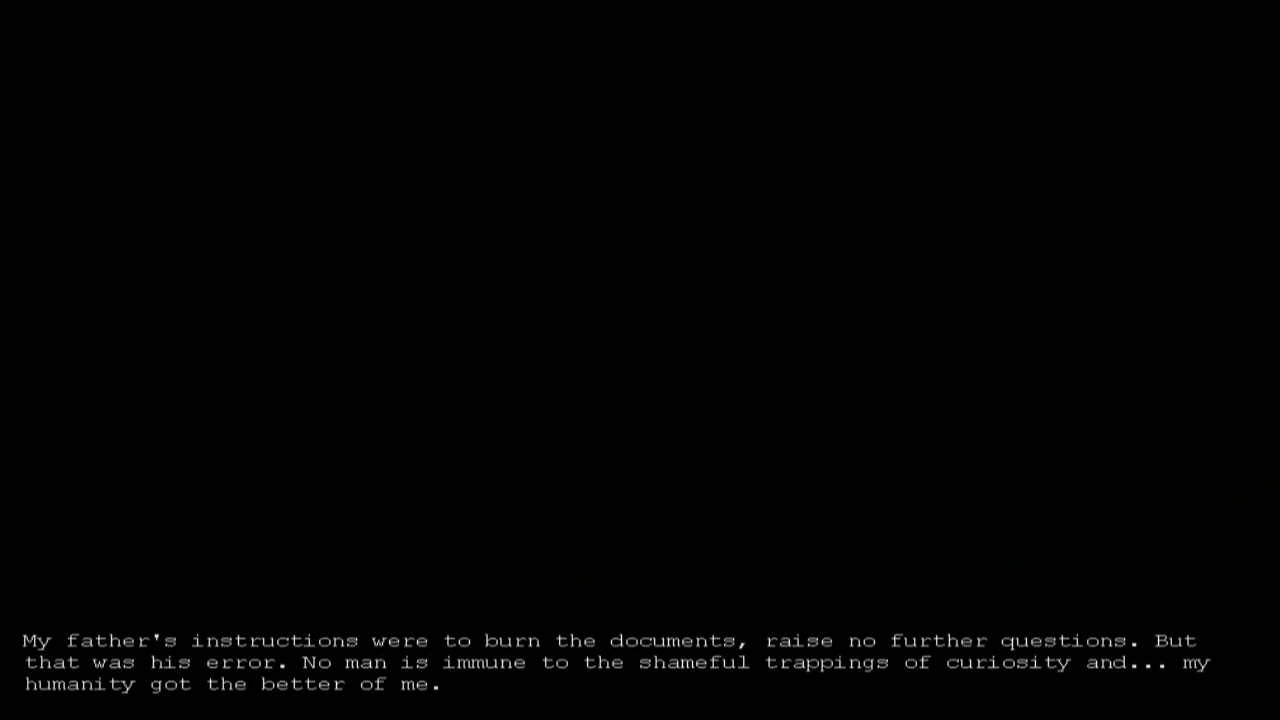 My father's instructions were to burn the documents, raise no further questions. But
that was his error. No man is immune to the shameful trappings of curiosity and... my
humanity got the better of me.